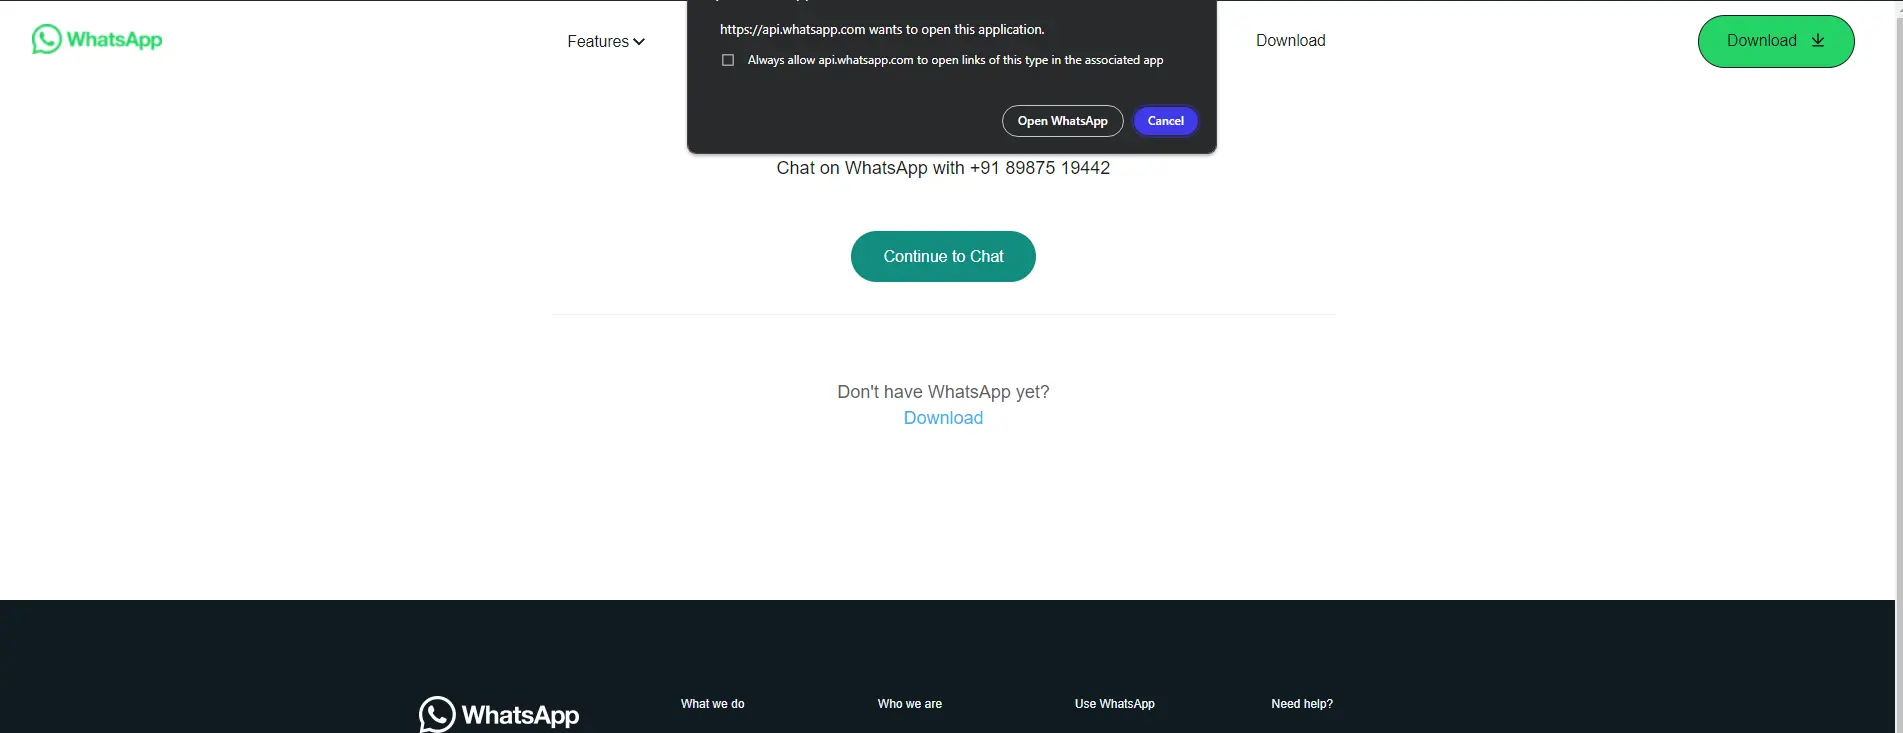 https://api.whatsapp.com wants to open this application.
Always allow api.whatsapp.com to open links of this type in the associated app
Open WhatsApp
Cancel
WhatsApp
Features
Download
Download
Chat on WhatsApp with +91 89875 19442
Continue to Chat
Don't have WhatsApp yet?
Download
WhatsApp
What we do
Who we are
Use WhatsApp
Need help?